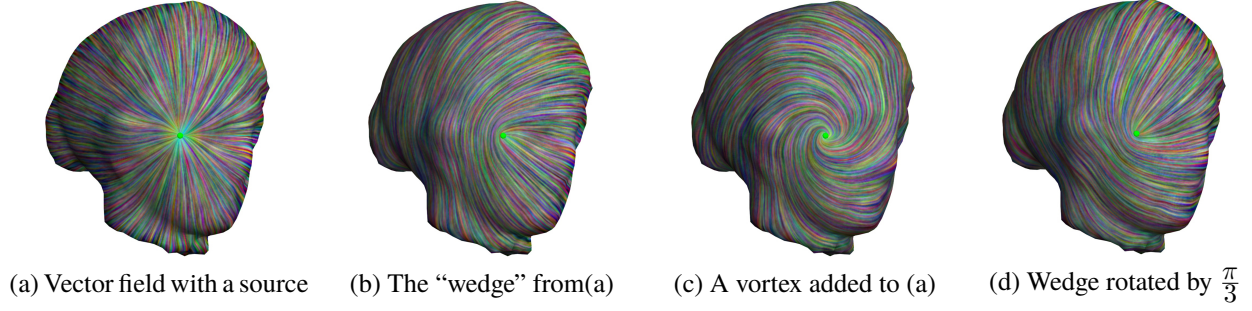 (a) Vector field with a source
(b) The “wedge” from(a)
(c) A vortex added to (a)
(d) Wedge rotated by π/3